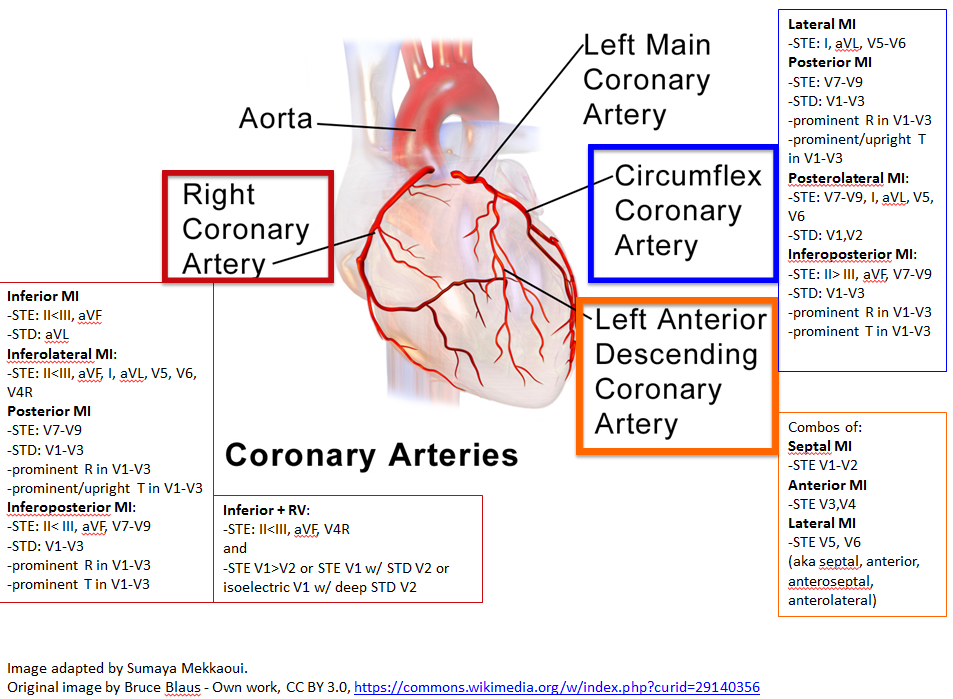 Left Main
Coronary
Artery
Aorta
Circumflex
Coronary
Artery
Right
Coronary
Artery
Left Anterior
Descending
Coronary
Artery
Coronary Arteries
Lateral MI
-STE: I, aVL, V5-V6
Posterior MI
-STE: V7-V9
-STD: V1-V3
-prominent R in V1-V3
-prominent/upright T
in V1-V3
Posterolateral MI:
-STE: V7-V9, I, aVL, V5,
V6
-STD: V1,V2
Inferoposterior MI:
-STE: II> III, aVF, V7-V9
-STD: V1-V3
-prominent R in V1-V3
-prominent T in V1-V3
Inferior MI
-STE: II<III, aVF
-STD: aVL
Inferolateral MI:
-STE: II<III, aVF, I, aVL, V5, V6,
V4R
Posterior MI
-STE: V7-V9
-STD: V1-V3
-prominent R in V1-V3
-prominent/upright T in V1-V3
Inferoposterior MI:
-STE: II< III, aVF, V7-V9
-STD: V1-V3
-prominent R in V1-V3
-prominent T in V1-V3
Inferior + RV:
-STE: II<III, aVF, V4R
and
-STE V1>V2 or STE V1 w/ STD V2 or
isoelectric V1 w/ deep STD V2
Combos of:
Septal MI
-STE V1-V2
Anterior MI
-STE V3,V4
Lateral MI
-STE V5, V6
(aka septal, anterior,
anteroseptal,
anterolateral)
Image adapted by Sumaya Mekkaoui.
Original image by Bruce Blaus - Own work, CC BY 3.0, https://commons.wikimedia.org/w/index.php?curid=29140356